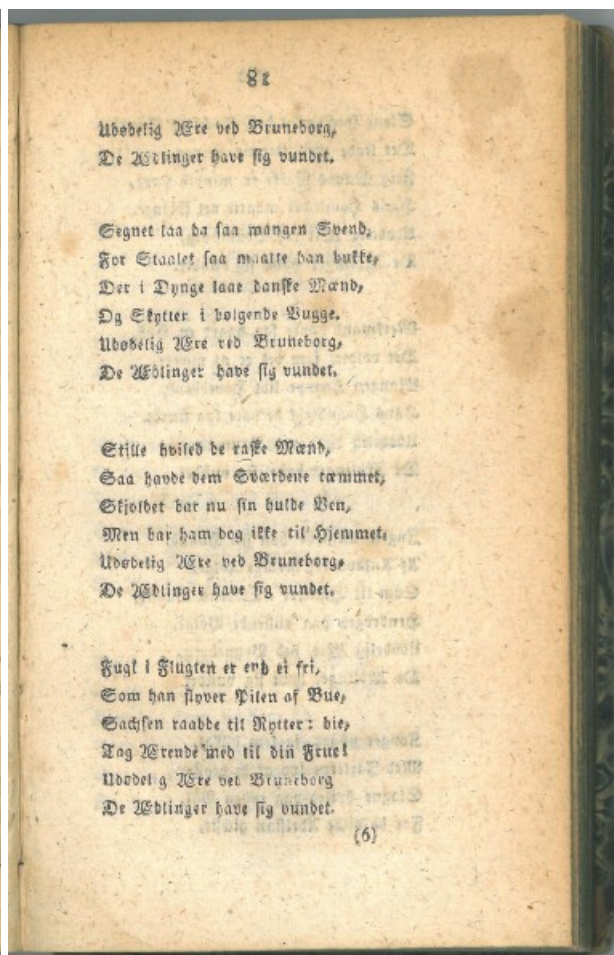 81
Udødelig Ære ved Bruneborg,
De Ædlinger have sig vundet.
Segnet laa da saa mangen Svend,
For Staalet saa maatte han bukke,
Der i Dynge laae danske Mænd,
Og Skytter i bølgende Vugge.
Udødelig Ære ved Bruneborg,
De Ædlinger have sig vundet.
Stille hviled de raske Mænd,
Saa havde dem Sværdene tæmmet,
Skjoldet bar nu sin hulde Ven,
Men bar ham dog ikke til Hjemmet.
Udødelig Ære ved Bruneborg,
De Ædlinger have sig vundet.
Fugl i Flugten er end ei fri,
Som han flyver Pilen af Bue,
Sachsen raabde til Rytter: bie,
Tag Ærende med til din Frue!
Udødel g Ære ved Bruneborg
De Ædlinger have sig vundet.
(6)